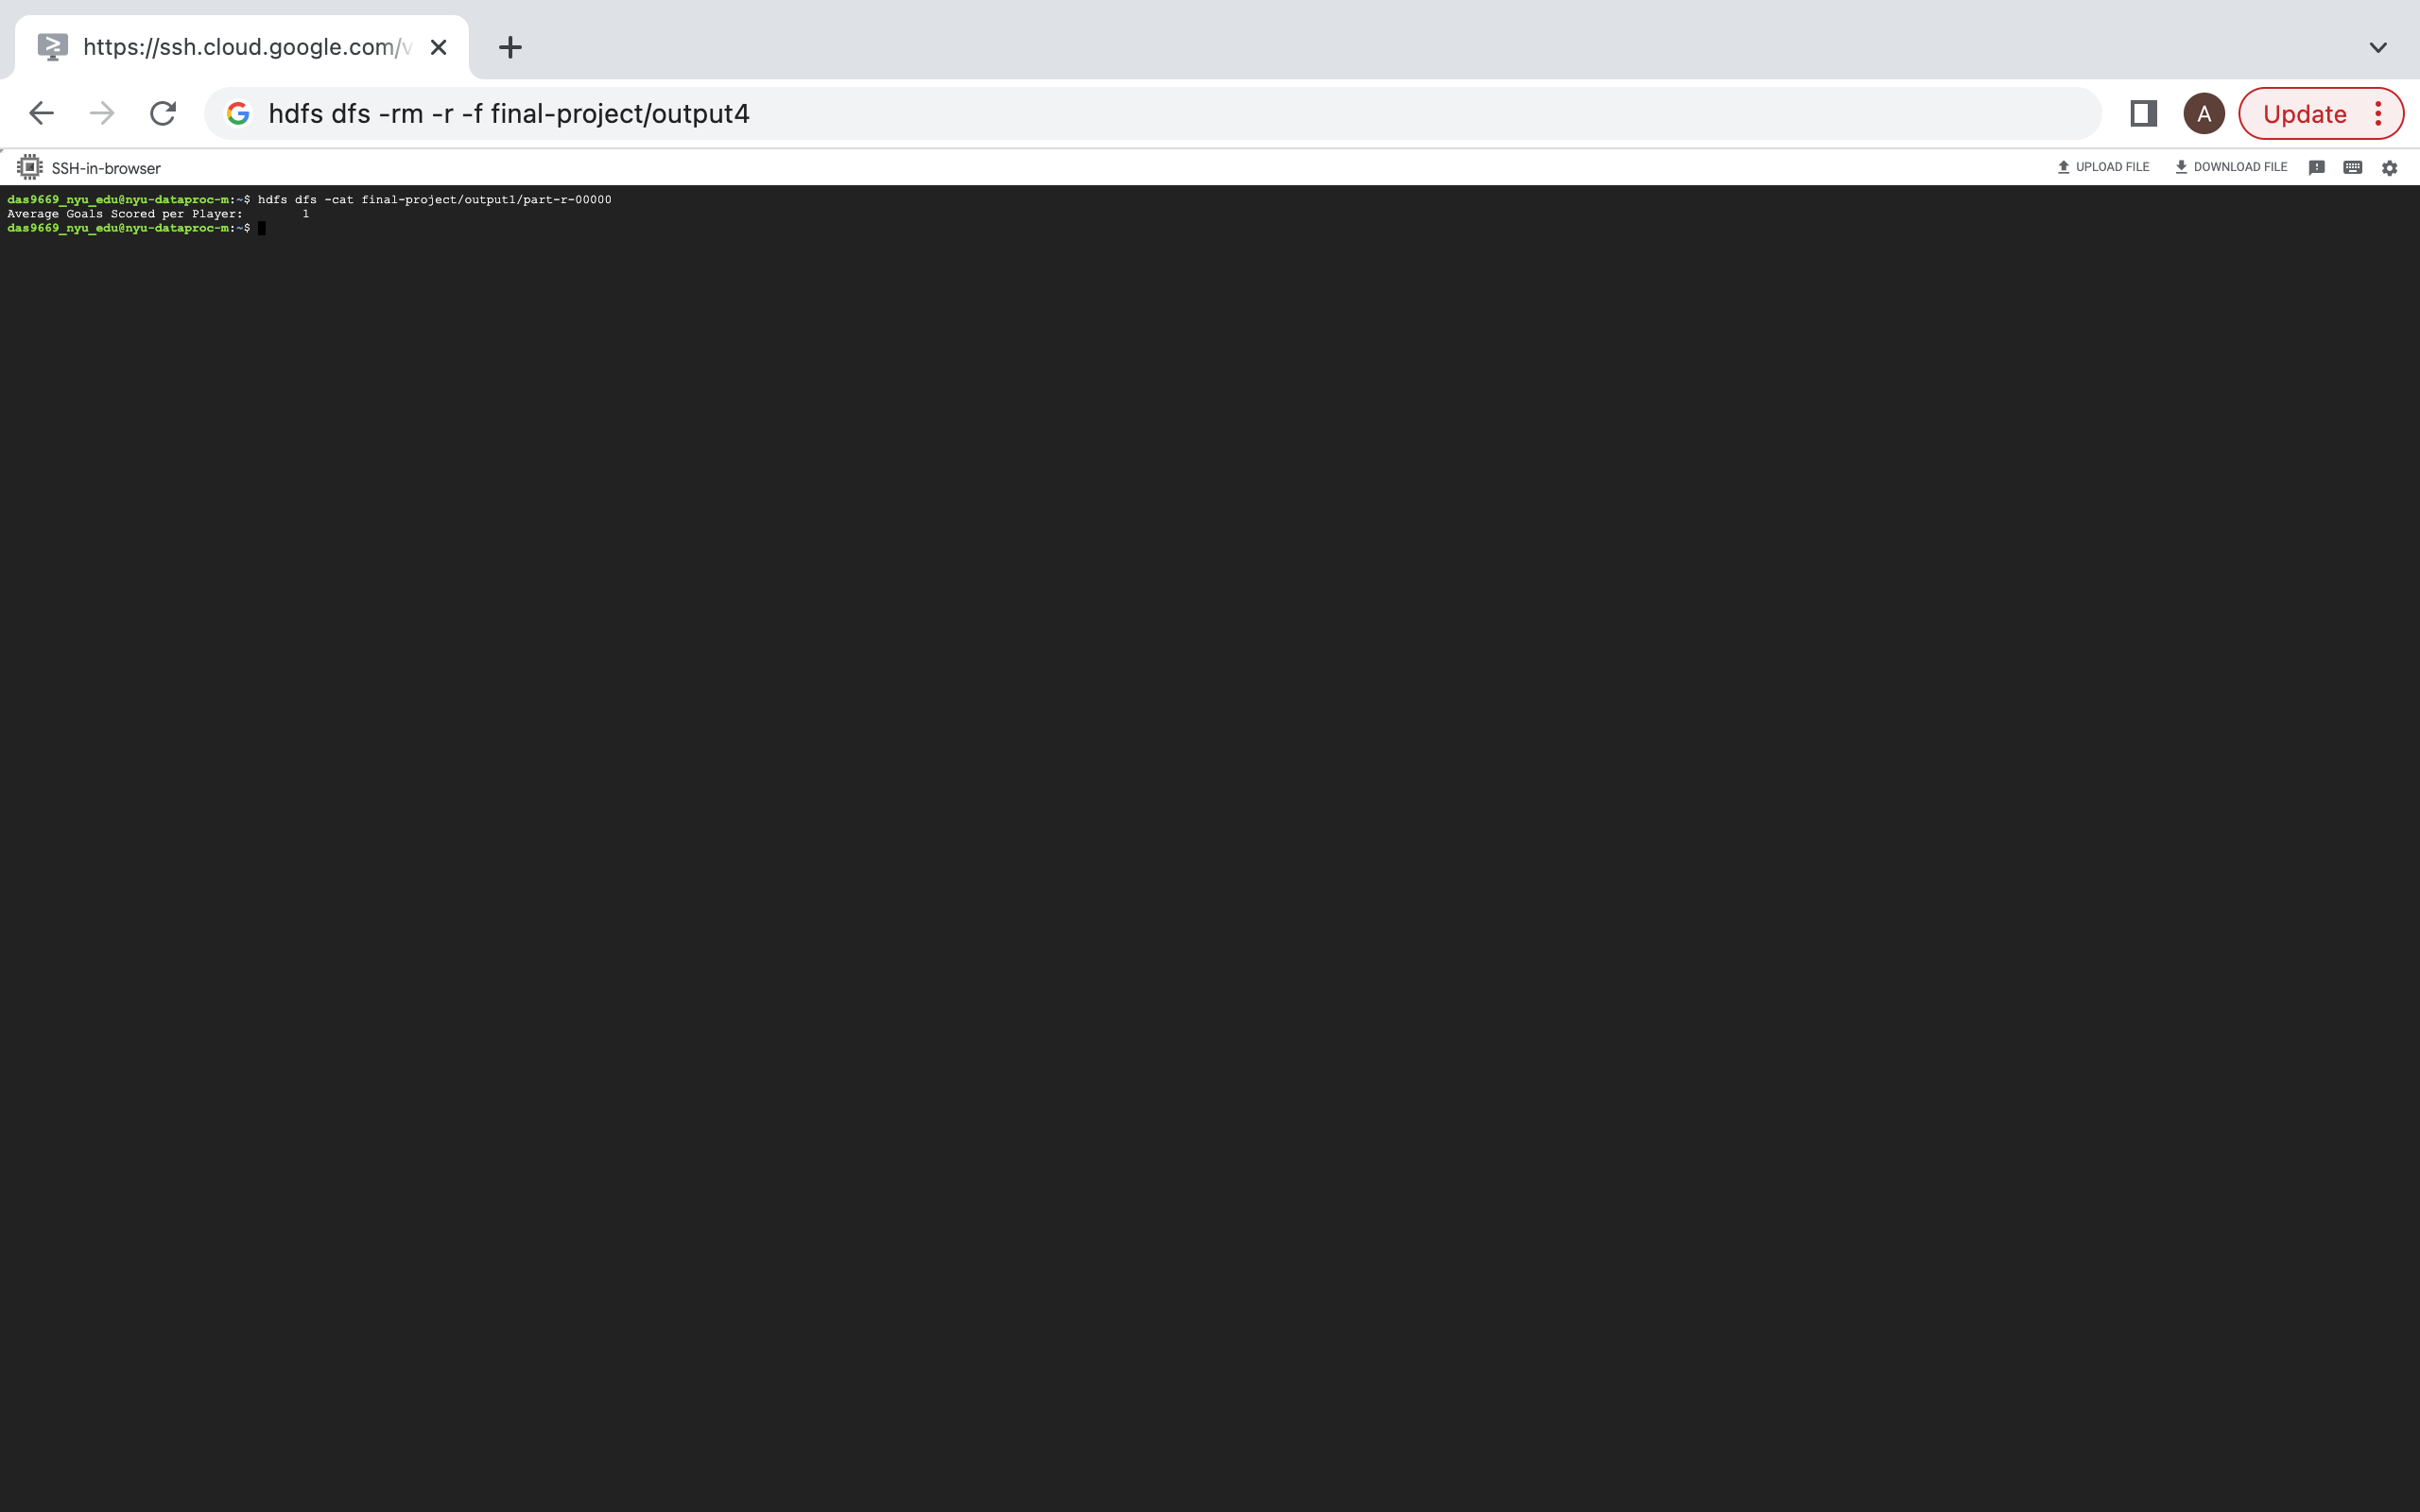 https://ssh.cloud.google.com/v
hdfs dfs -rm -r -f final-project/output4
A
Update
SSH-in-browser
UPLOAD FILE
DOWNLOAD FILE
das9669_nyu_edu@nyu-dataproc-m:~$ hdfs dfs -cat final-project/output1/part-r-00000
Average Goals Scored per Player:        1
das9669_nyu_edu@nyu-dataproc-m:~$